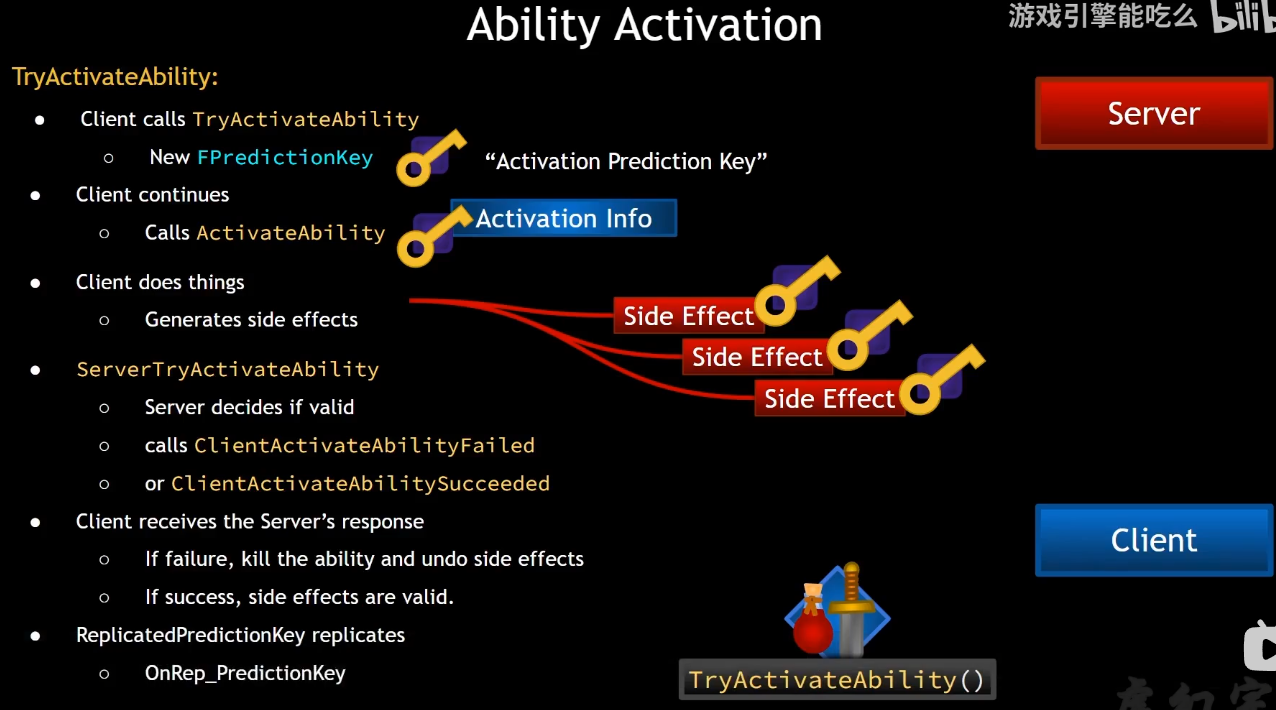 Ability Activation
游戏引擎能吃么
TryActivateAbility:
Client calls TryActivateAbility
New FPredictionKey
“Activation Prediction Key”
Client continues
Calls ActivateAbility
Activation Info
Client does things
Generates side effects
Side Effect
Side Effect
Side Effect
ServerTryActivateAbility
Server decides if valid
calls ClientActivateAbilityFailed
or ClientActivateAbilitySucceeded
Client receives the Server’s response
If failure, kill the ability and undo side effects
If success, side effects are valid.
ReplicatedPredictionKey replicates
OnRep_PredictionKey
Server
Client
TryActivateAbility()